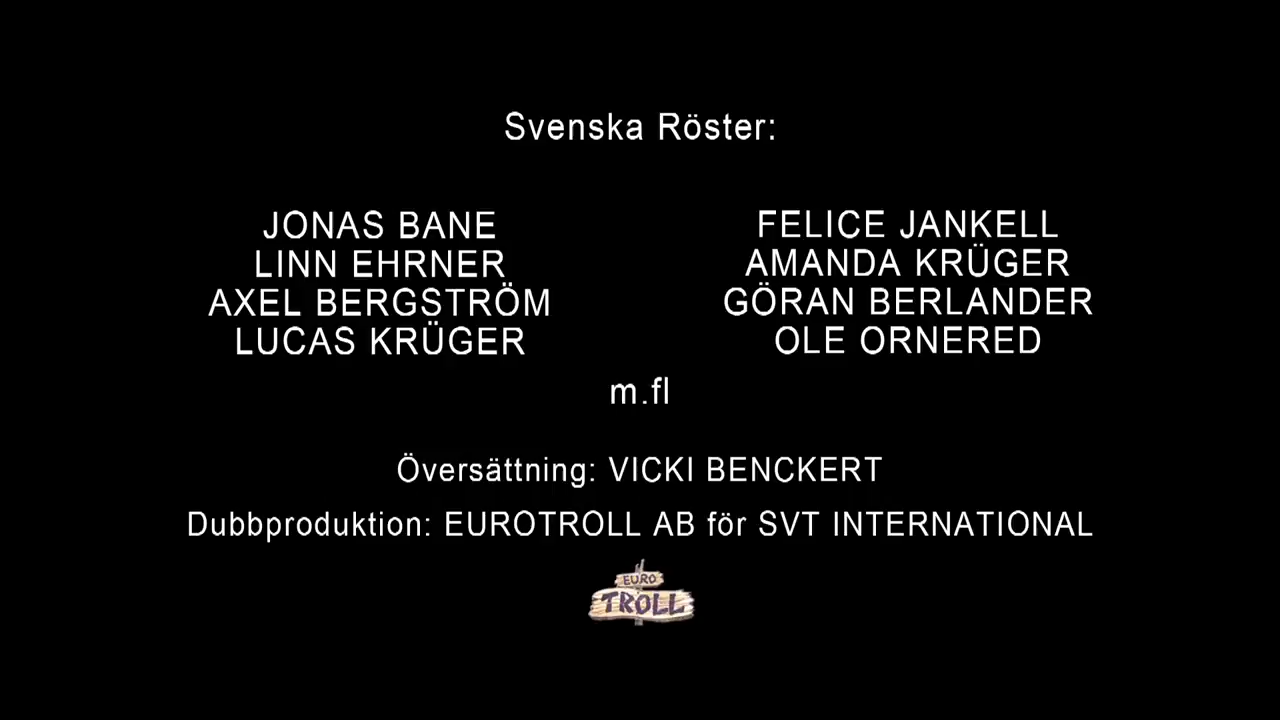 Svenska Röster:
JONAS BANE
LINN EHRNER
AXEL BERGSTRÖM
LUCAS KRÜGER
FELICE JANKELL
AMANDA KRÜGER
GÖRAN BERLANDER
OLE ORNERED
m.fl
Översättning: VICKI BENCKERT
Dubbproduktion: EUROTROLL AB för SVT INTERNATIONAL
EURO
TROLL